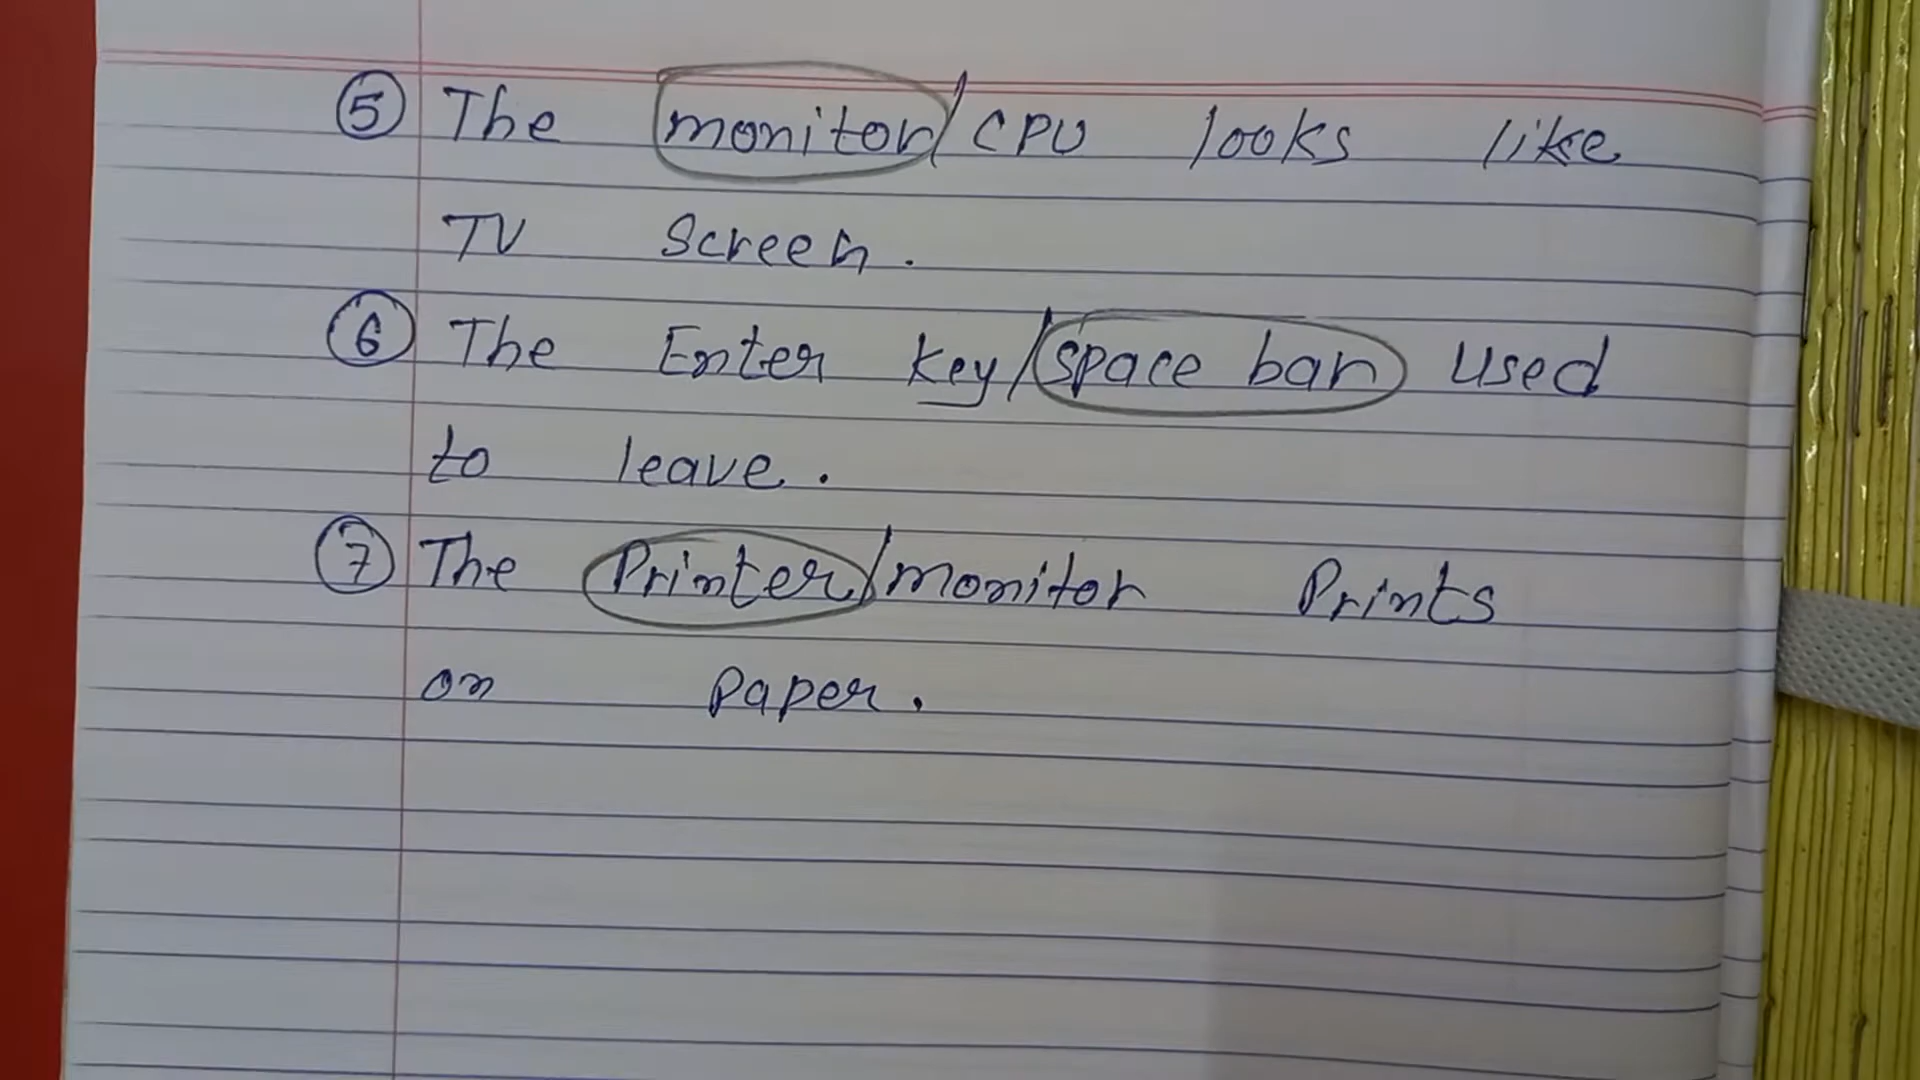 5 The monitor/CPU looks like
TV Screen.
6 The Enter key/space bar used
to leave.
7 The Printer/monitor Prints
on paper.